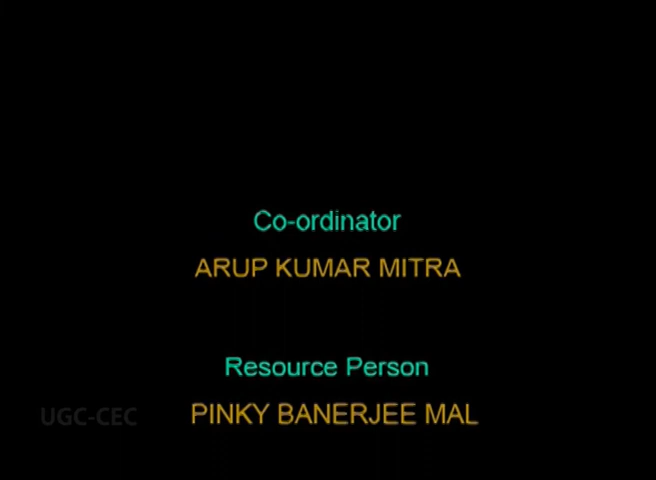 Co-ordinator
ARUP KUMAR MITRA
Resource Person
UGC-CEC
PINKY BANERJEE MAL